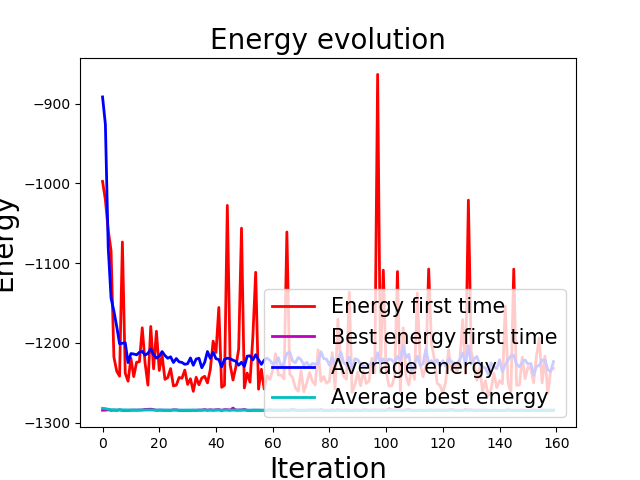 Energy evolution
Energy
−900
−1000
−1100
−1200
−1300
0 20 40 60 80 100 120 140 160
Iteration
Energy first time
Best energy first time
Average energy
Average best energy